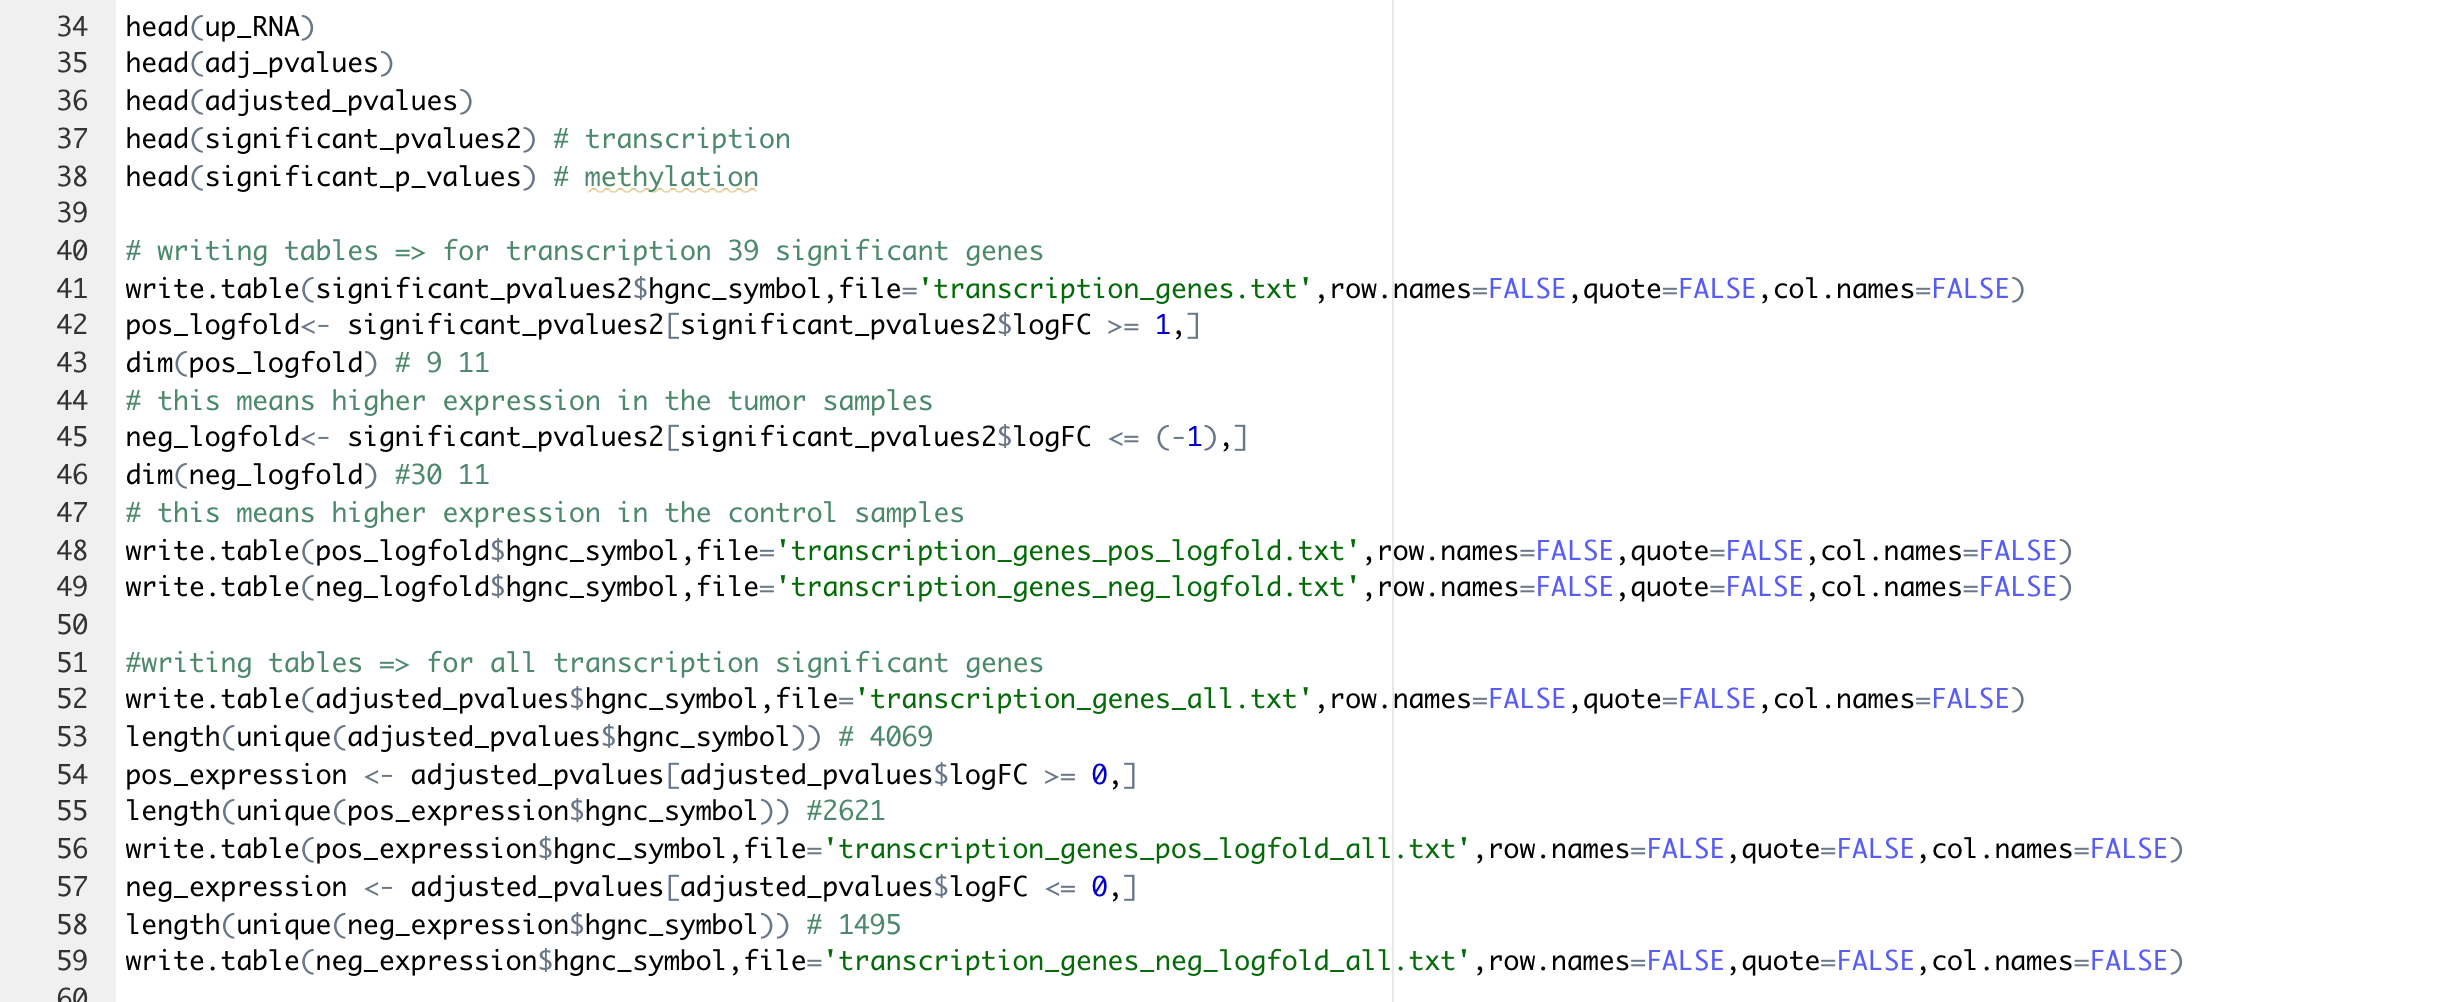 34 head(up_RNA)
35 head(adj_pvalues)
36 head(adjusted_pvalues)
37 head(significant_pvalues2) # transcription
38 head(significant_p_values) # methylation
39
40 # writing tables => for transcription 39 significant genes
41 write.table(significant_pvalues2$hgnc_symbol,file='transcription_genes.txt',row.names=FALSE,quote=FALSE,col.names=FALSE)
42 pos_logfold<- significant_pvalues2[significant_pvalues2$logFC >= 1,]
43 dim(pos_logfold) # 9 11
44 # this means higher expression in the tumor samples
45 neg_logfold<- significant_pvalues2[significant_pvalues2$logFC <= (-1),]
46 dim(neg_logfold) #30 11
47 # this means higher expression in the control samples
48 write.table(pos_logfold$hgnc_symbol,file='transcription_genes_pos_logfold.txt',row.names=FALSE,quote=FALSE,col.names=FALSE)
49 write.table(neg_logfold$hgnc_symbol,file='transcription_genes_neg_logfold.txt',row.names=FALSE,quote=FALSE,col.names=FALSE)
50
51 #writing tables => for all transcription significant genes
52 write.table(adjusted_pvalues$hgnc_symbol,file='transcription_genes_all.txt',row.names=FALSE,quote=FALSE,col.names=FALSE)
53 length(unique(adjusted_pvalues$hgnc_symbol)) # 4069
54 pos_expression <- adjusted_pvalues[adjusted_pvalues$logFC >= 0,]
55 length(unique(pos_expression$hgnc_symbol)) #2621
56 write.table(pos_expression$hgnc_symbol,file='transcription_genes_pos_logfold_all.txt',row.names=FALSE,quote=FALSE,col.names=FALSE)
57 neg_expression <- adjusted_pvalues[adjusted_pvalues$logFC <= 0,]
58 length(unique(neg_expression$hgnc_symbol)) # 1495
59 write.table(neg_expression$hgnc_symbol,file='transcription_genes_neg_logfold_all.txt',row.names=FALSE,quote=FALSE,col.names=FALSE)
60